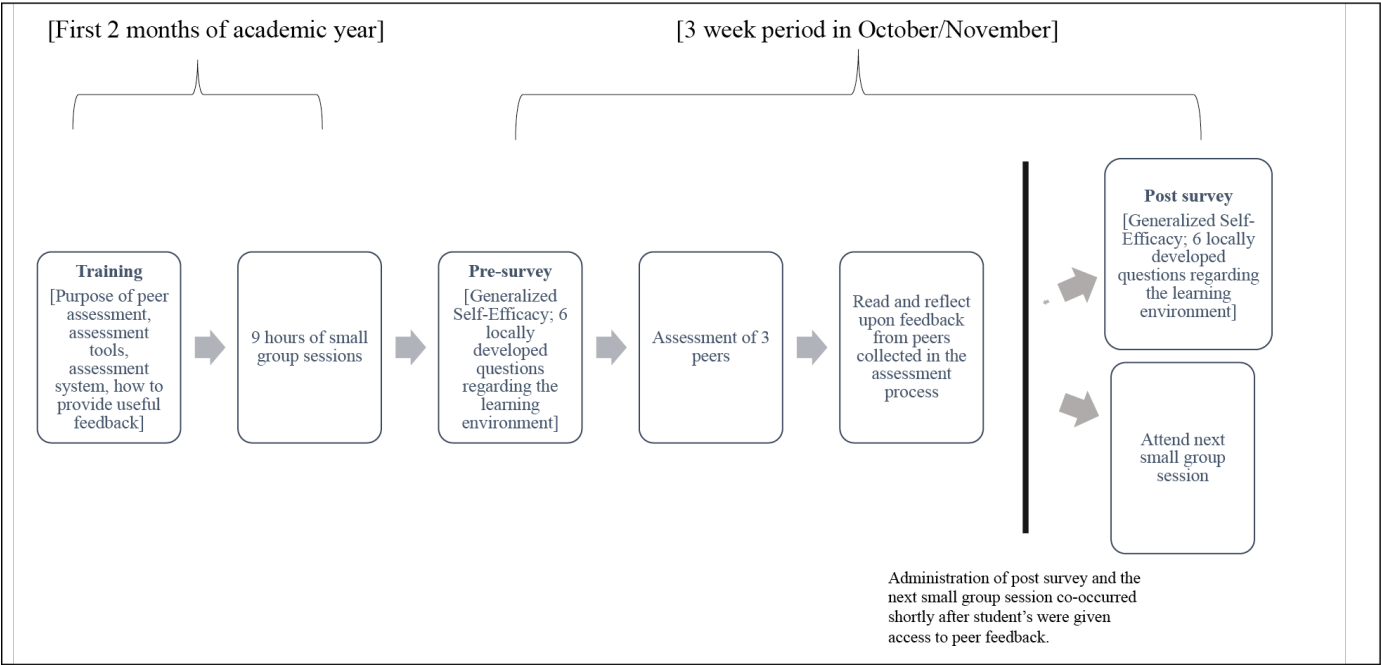 [First 2 months of academic year]
[3 week period in October/November]
Training
[Purpose of peer
assessment,
assessment
tools,
assessment
system, how to
provide useful
feedback]
9 hours of small
group sessions
Pre-survey
[Generalized
Self-Efficacy; 6
locally
developed
questions
regarding the
learning
environment]
Assessment of 3
peers
Read and reflect
upon feedback
from peers
collected in the
assessment
process
Post survey
[Generalized Self-
Efficacy; 6 locally
developed
questions regarding
the learning
environment]
Attend next
small group
session
Administration of post survey and the
next small group session co-occurred
shortly after student’s were given
access to peer feedback.